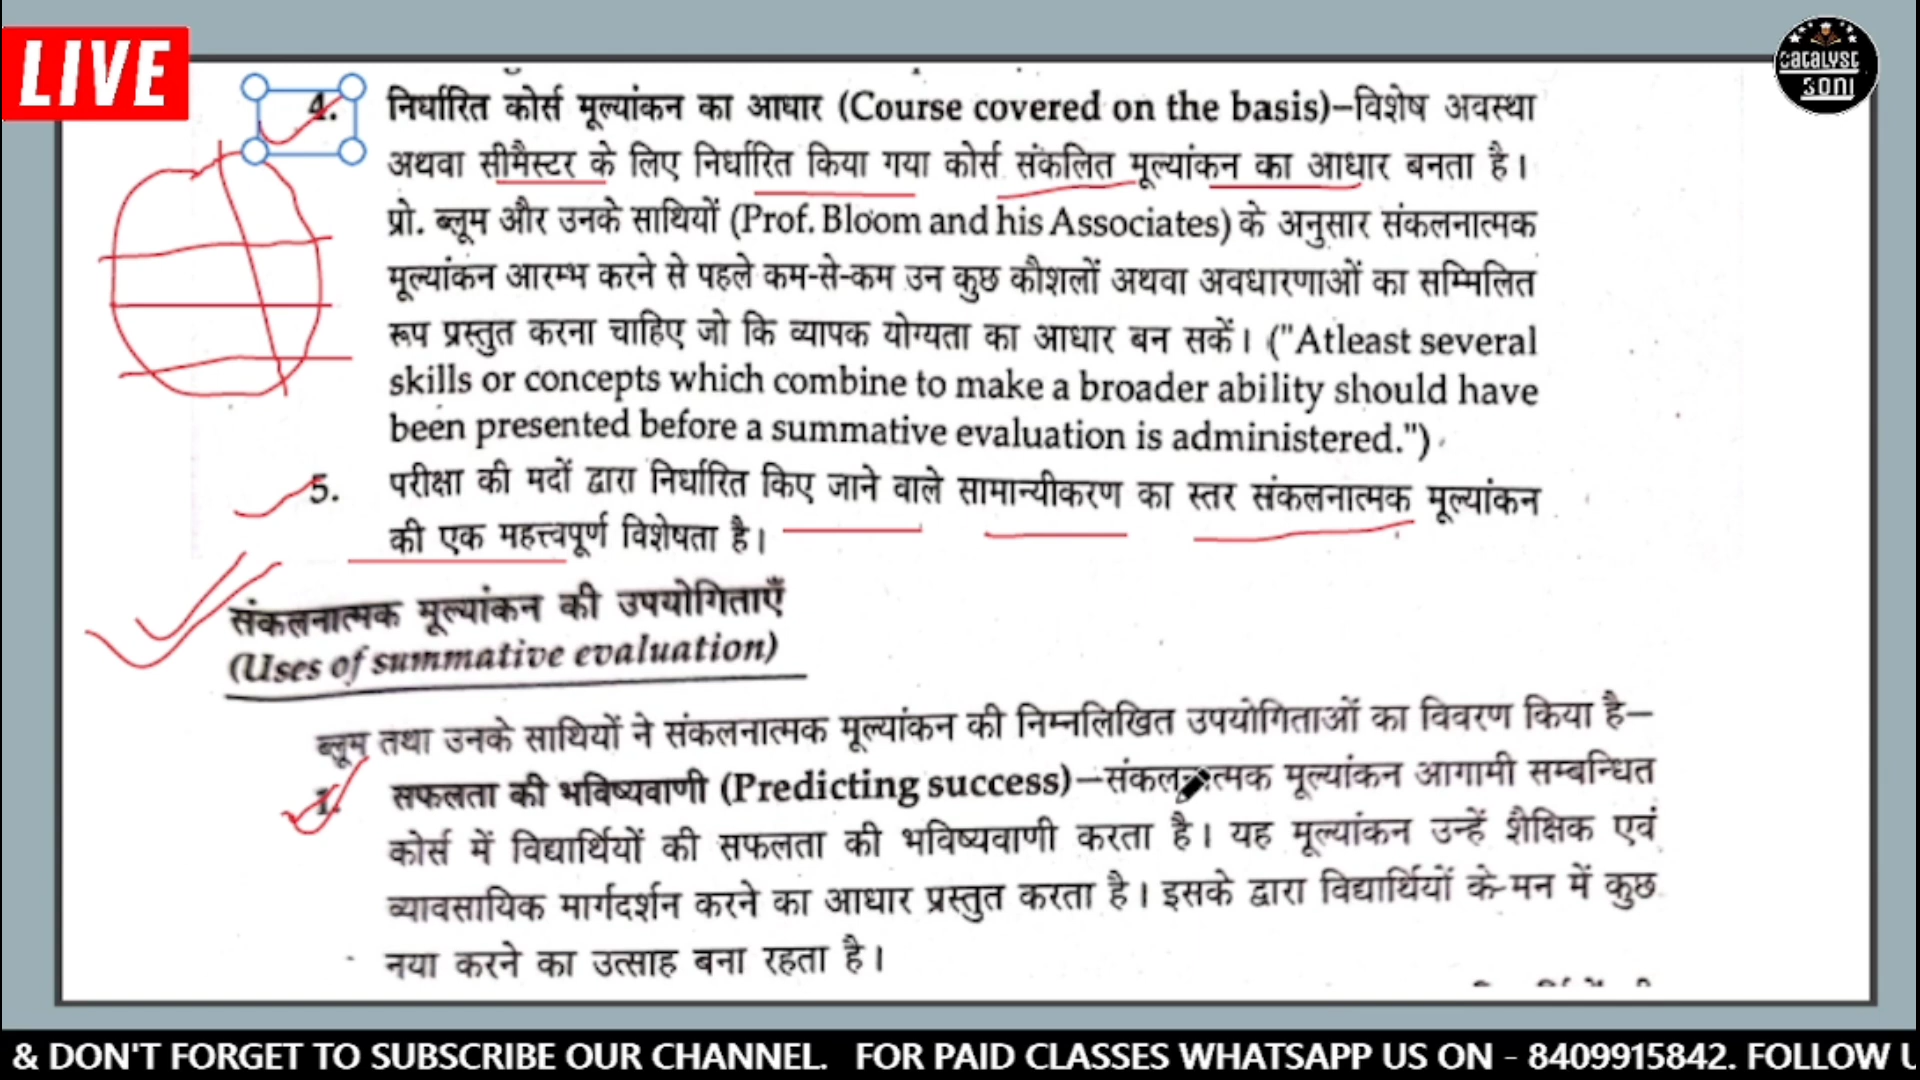 LIVE
CATALYST
SONI
4. निर्धारित कोर्स मूल्यांकन का आधार (Course covered on the basis)–विशेष अवस्था
अथवा सीमैस्टर के लिए निर्धारित किया गया कोर्स संकलित मूल्यांकन का आधार बनता है।
प्रो. ब्लूम और उनके साथियों (Prof. Bloom and his Associates) के अनुसार संकलनात्मक
मूल्यांकन आरम्भ करने से पहले कम-से-कम उन कुछ कौशलों अथवा अवधारणाओं का सम्मिलित
रूप प्रस्तुत करना चाहिए जो कि व्यापक योग्यता का आधार बन सकें। ("Atleast several
skills or concepts which combine to make a broader ability should have
been presented before a summative evaluation is administered.")
5. परीक्षा की मदों द्वारा निर्धारित किए जाने वाले सामान्यीकरण का स्तर संकलनात्मक मूल्यांकन
की एक महत्त्वपूर्ण विशेषता है।
संकलनात्मक मूल्यांकन की उपयोगिताएँ
(Uses of summative evaluation)
ब्लूम तथा उनके साथियों ने संकलनात्मक मूल्यांकन की निम्नलिखित उपयोगिताओं का विवरण किया है–
1. सफलता की भविष्यवाणी (Predicting success)–संकलनात्मक मूल्यांकन आगामी सम्बन्धित
कोर्स में विद्यार्थियों की सफलता की भविष्यवाणी करता है। यह मूल्यांकन उन्हें शैक्षिक एवं
व्यावसायिक मार्गदर्शन करने का आधार प्रस्तुत करता है। इसके द्वारा विद्यार्थियों के मन में कुछ
नया करने का उत्साह बना रहता है।
& DON'T FORGET TO SUBSCRIBE OUR CHANNEL. FOR PAID CLASSES WHATSAPP US ON - 8409915842. FOLLOW